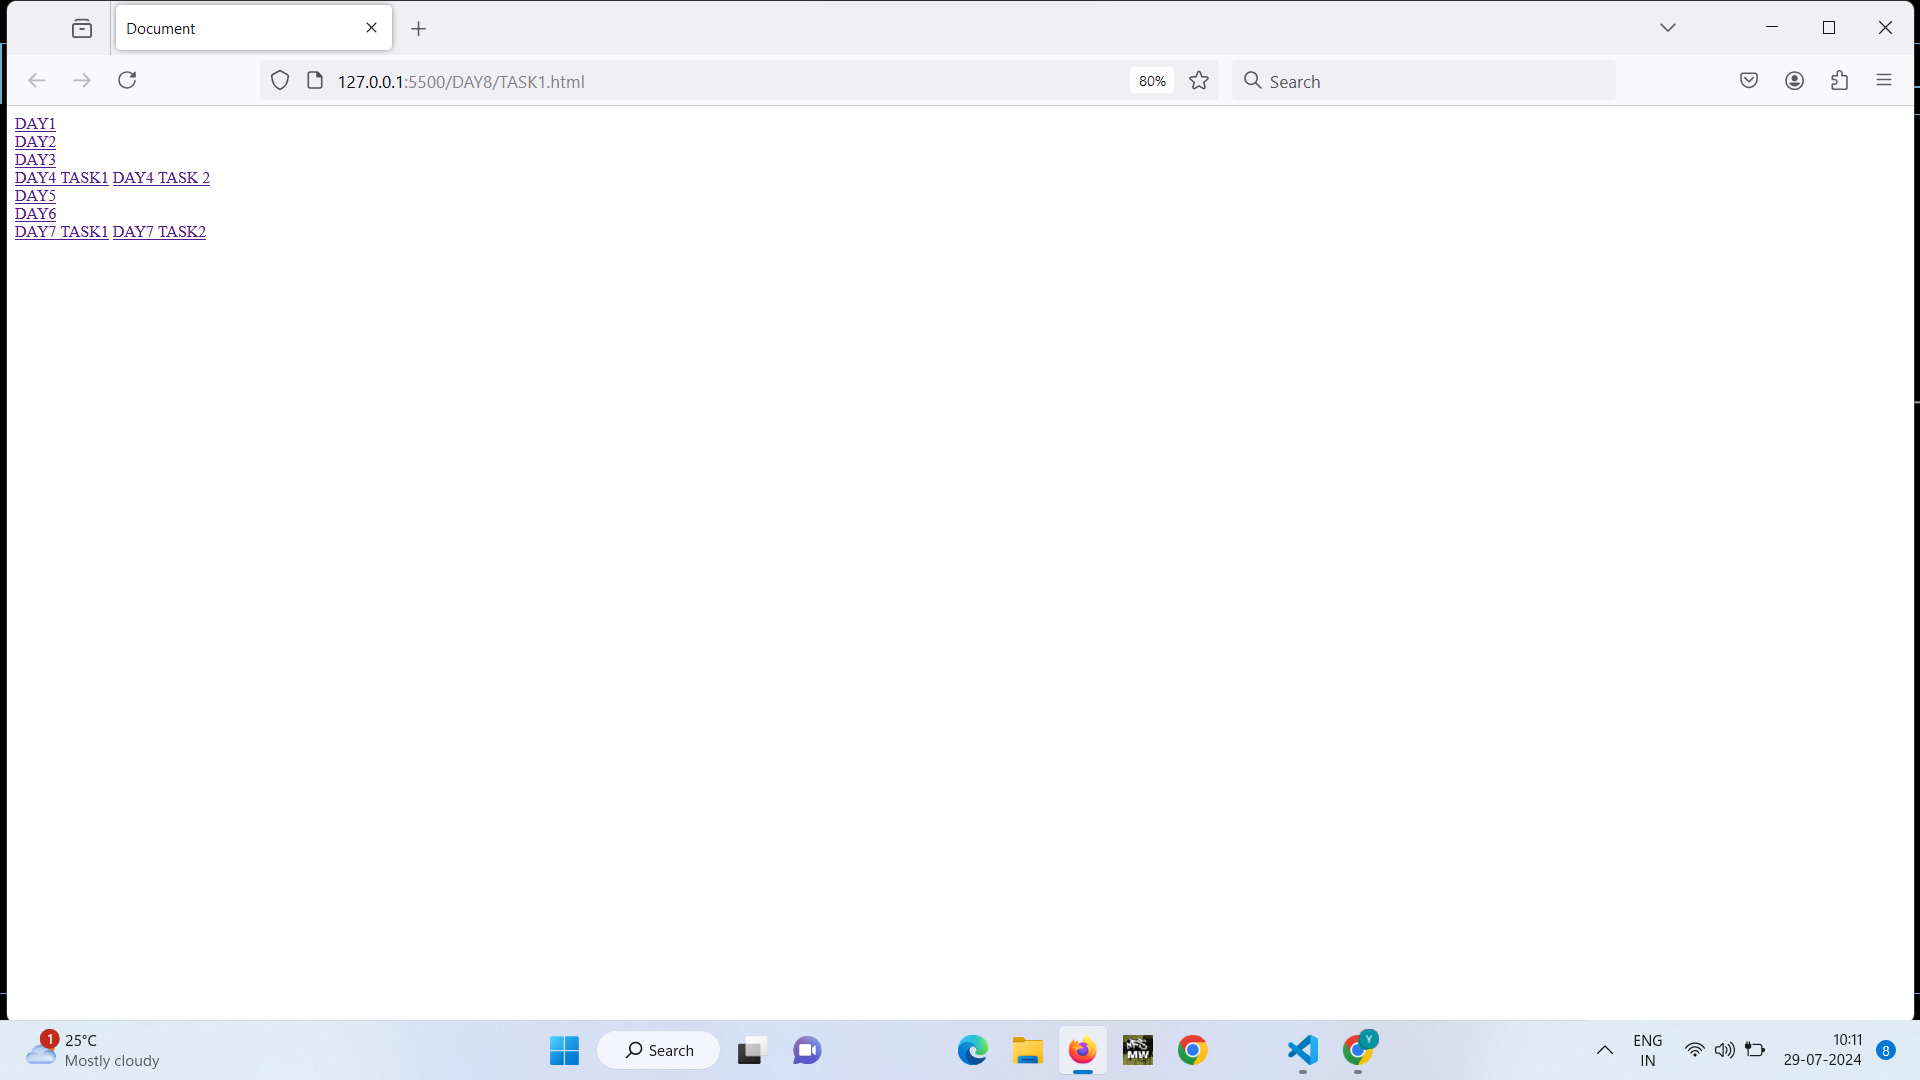 Document
127.0.0.1:5500/DAY8/TASK1.html 80% Search
DAY1
DAY2
DAY3
DAY4 TASK1 DAY4 TASK 2
DAY5
DAY6
DAY7 TASK1 DAY7 TASK2
1 25°C
Mostly cloudy
Search
MW
Y
ENG
IN
10:11
29-07-2024
8